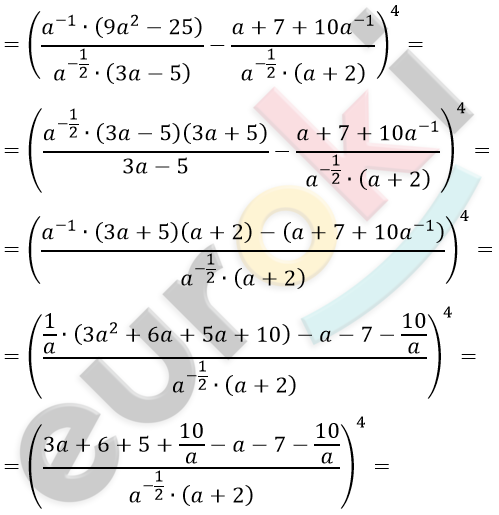 = ( (a^{-1/2·2} · (9a² − 25)) / (a^{-1/2} · (3a − 5)) − (a + 7 + 10a⁻¹) / (a^{-1/2} · (a + 2)) )⁴ =
= ( (a^{-1/2} · (3a − 5)(3a + 5)) / (3a − 5) − (a + 7 + 10a⁻¹) / (a^{-1/2} · (a + 2)) )⁴ =
= ( (a⁻¹ · (3a + 5)(a + 2) − (a + 7 + 10a⁻¹)) / (a^{-1/2} · (a + 2)) )⁴ =
= ( (1/a · (3a² + 6a + 5a + 10) − a − 7 − 10/a) / (a^{-1/2} · (a + 2)) )⁴ =
= ( (3a + 6 + 5 + 10/a − a − 7 − 10/a) / (a^{-1/2} · (a + 2)) )⁴ =
euroki